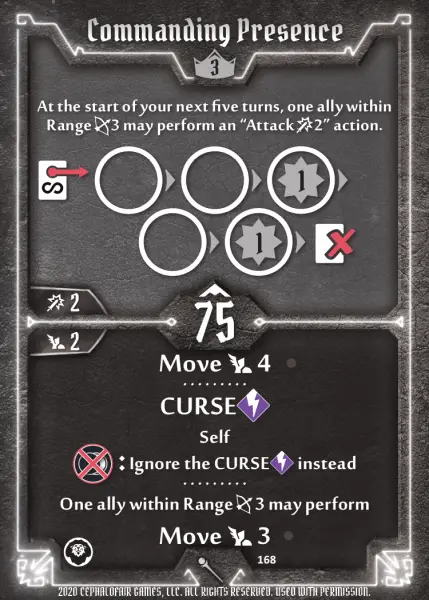 Commanding Presence
3
At the start of your next five turns, one ally within
Range 3 may perform an “Attack 2” action.
S
1
1
2
75
2
Move 4
CURSE
Self
: Ignore the CURSE instead
One ally within Range 3 may perform
Move 3
168
2020 CEPHALOFAIR GAMES, LLC. ALL RIGHTS RESERVED. USED WITH PERMISSION.